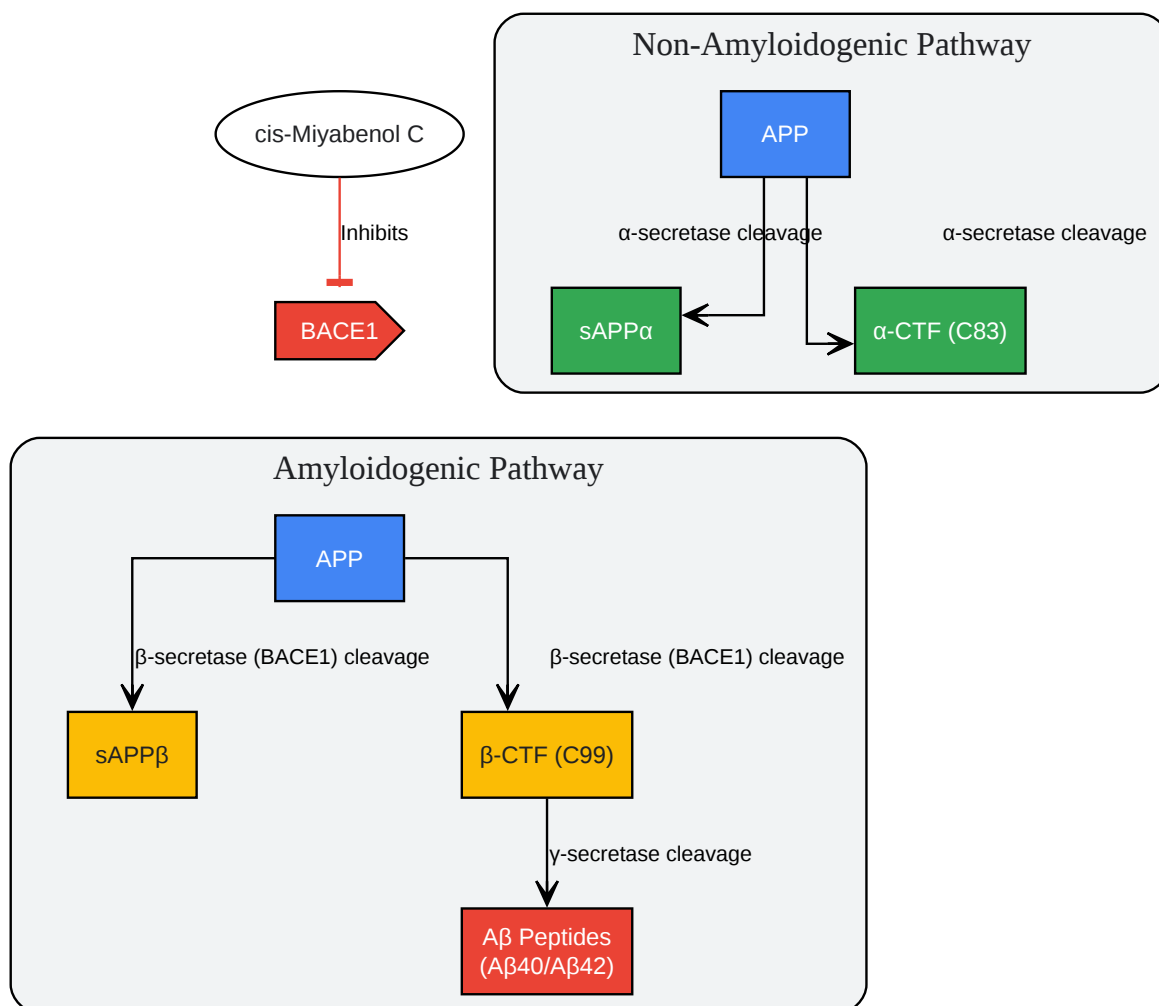 Non-Amyloidogenic Pathway
cis-Miyabenol C
APP
Inhibits
α-secretase cleavage
α-secretase cleavage
BACE1
sAPPα
α-CTF (C83)
Amyloidogenic Pathway
APP
β-secretase (BACE1) cleavage
β-secretase (BACE1) cleavage
sAPPβ
β-CTF (C99)
γ-secretase cleavage
Aβ Peptides
(Aβ40/Aβ42)